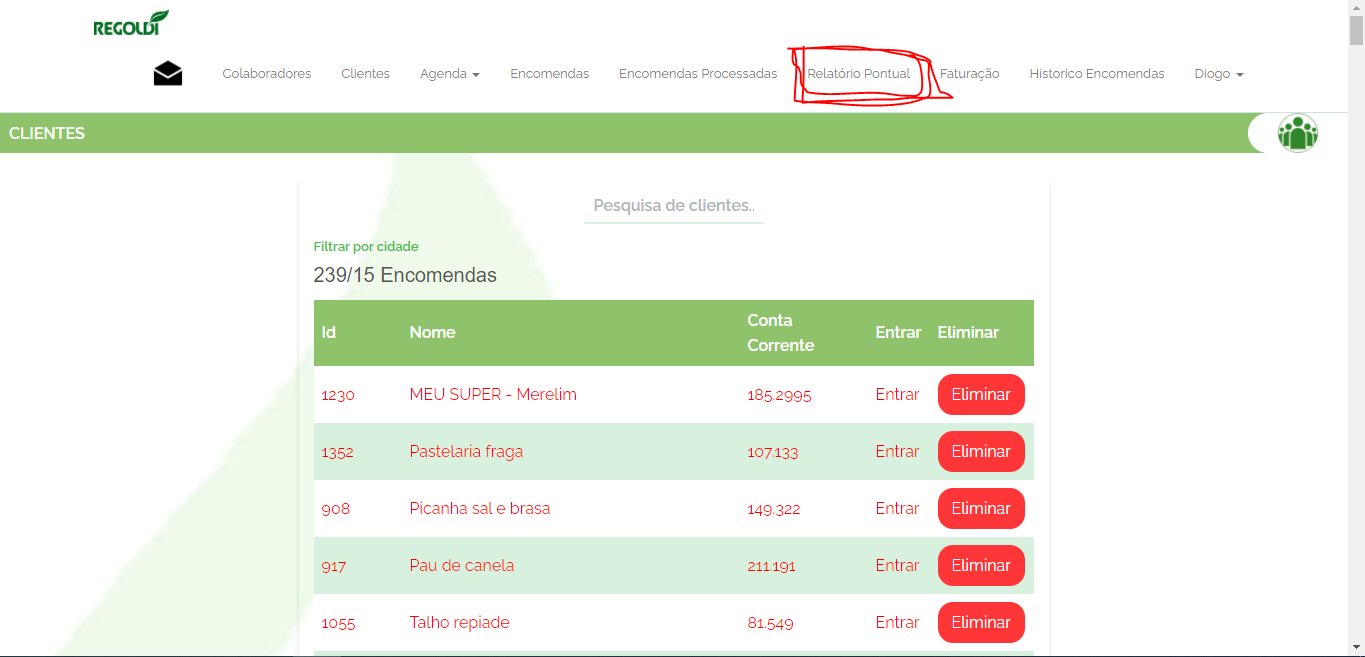 REGOLDI
Colaboradores Clientes Agenda Encomendas Encomendas Processadas Relatório Pontual Faturação Historico Encomendas Diogo
CLIENTES
Pesquisa de clientes..
Filtrar por cidade
239/15 Encomendas
Id Nome Conta Corrente Entrar Eliminar
1230 MEU SUPER - Merelim 185.2995 Entrar Eliminar
1352 Pastelaria fraga 107.133 Entrar Eliminar
908 Picanha sal e brasa 149.322 Entrar Eliminar
917 Pau de canela 211.191 Entrar Eliminar
1055 Talho repiade 81.549 Entrar Eliminar